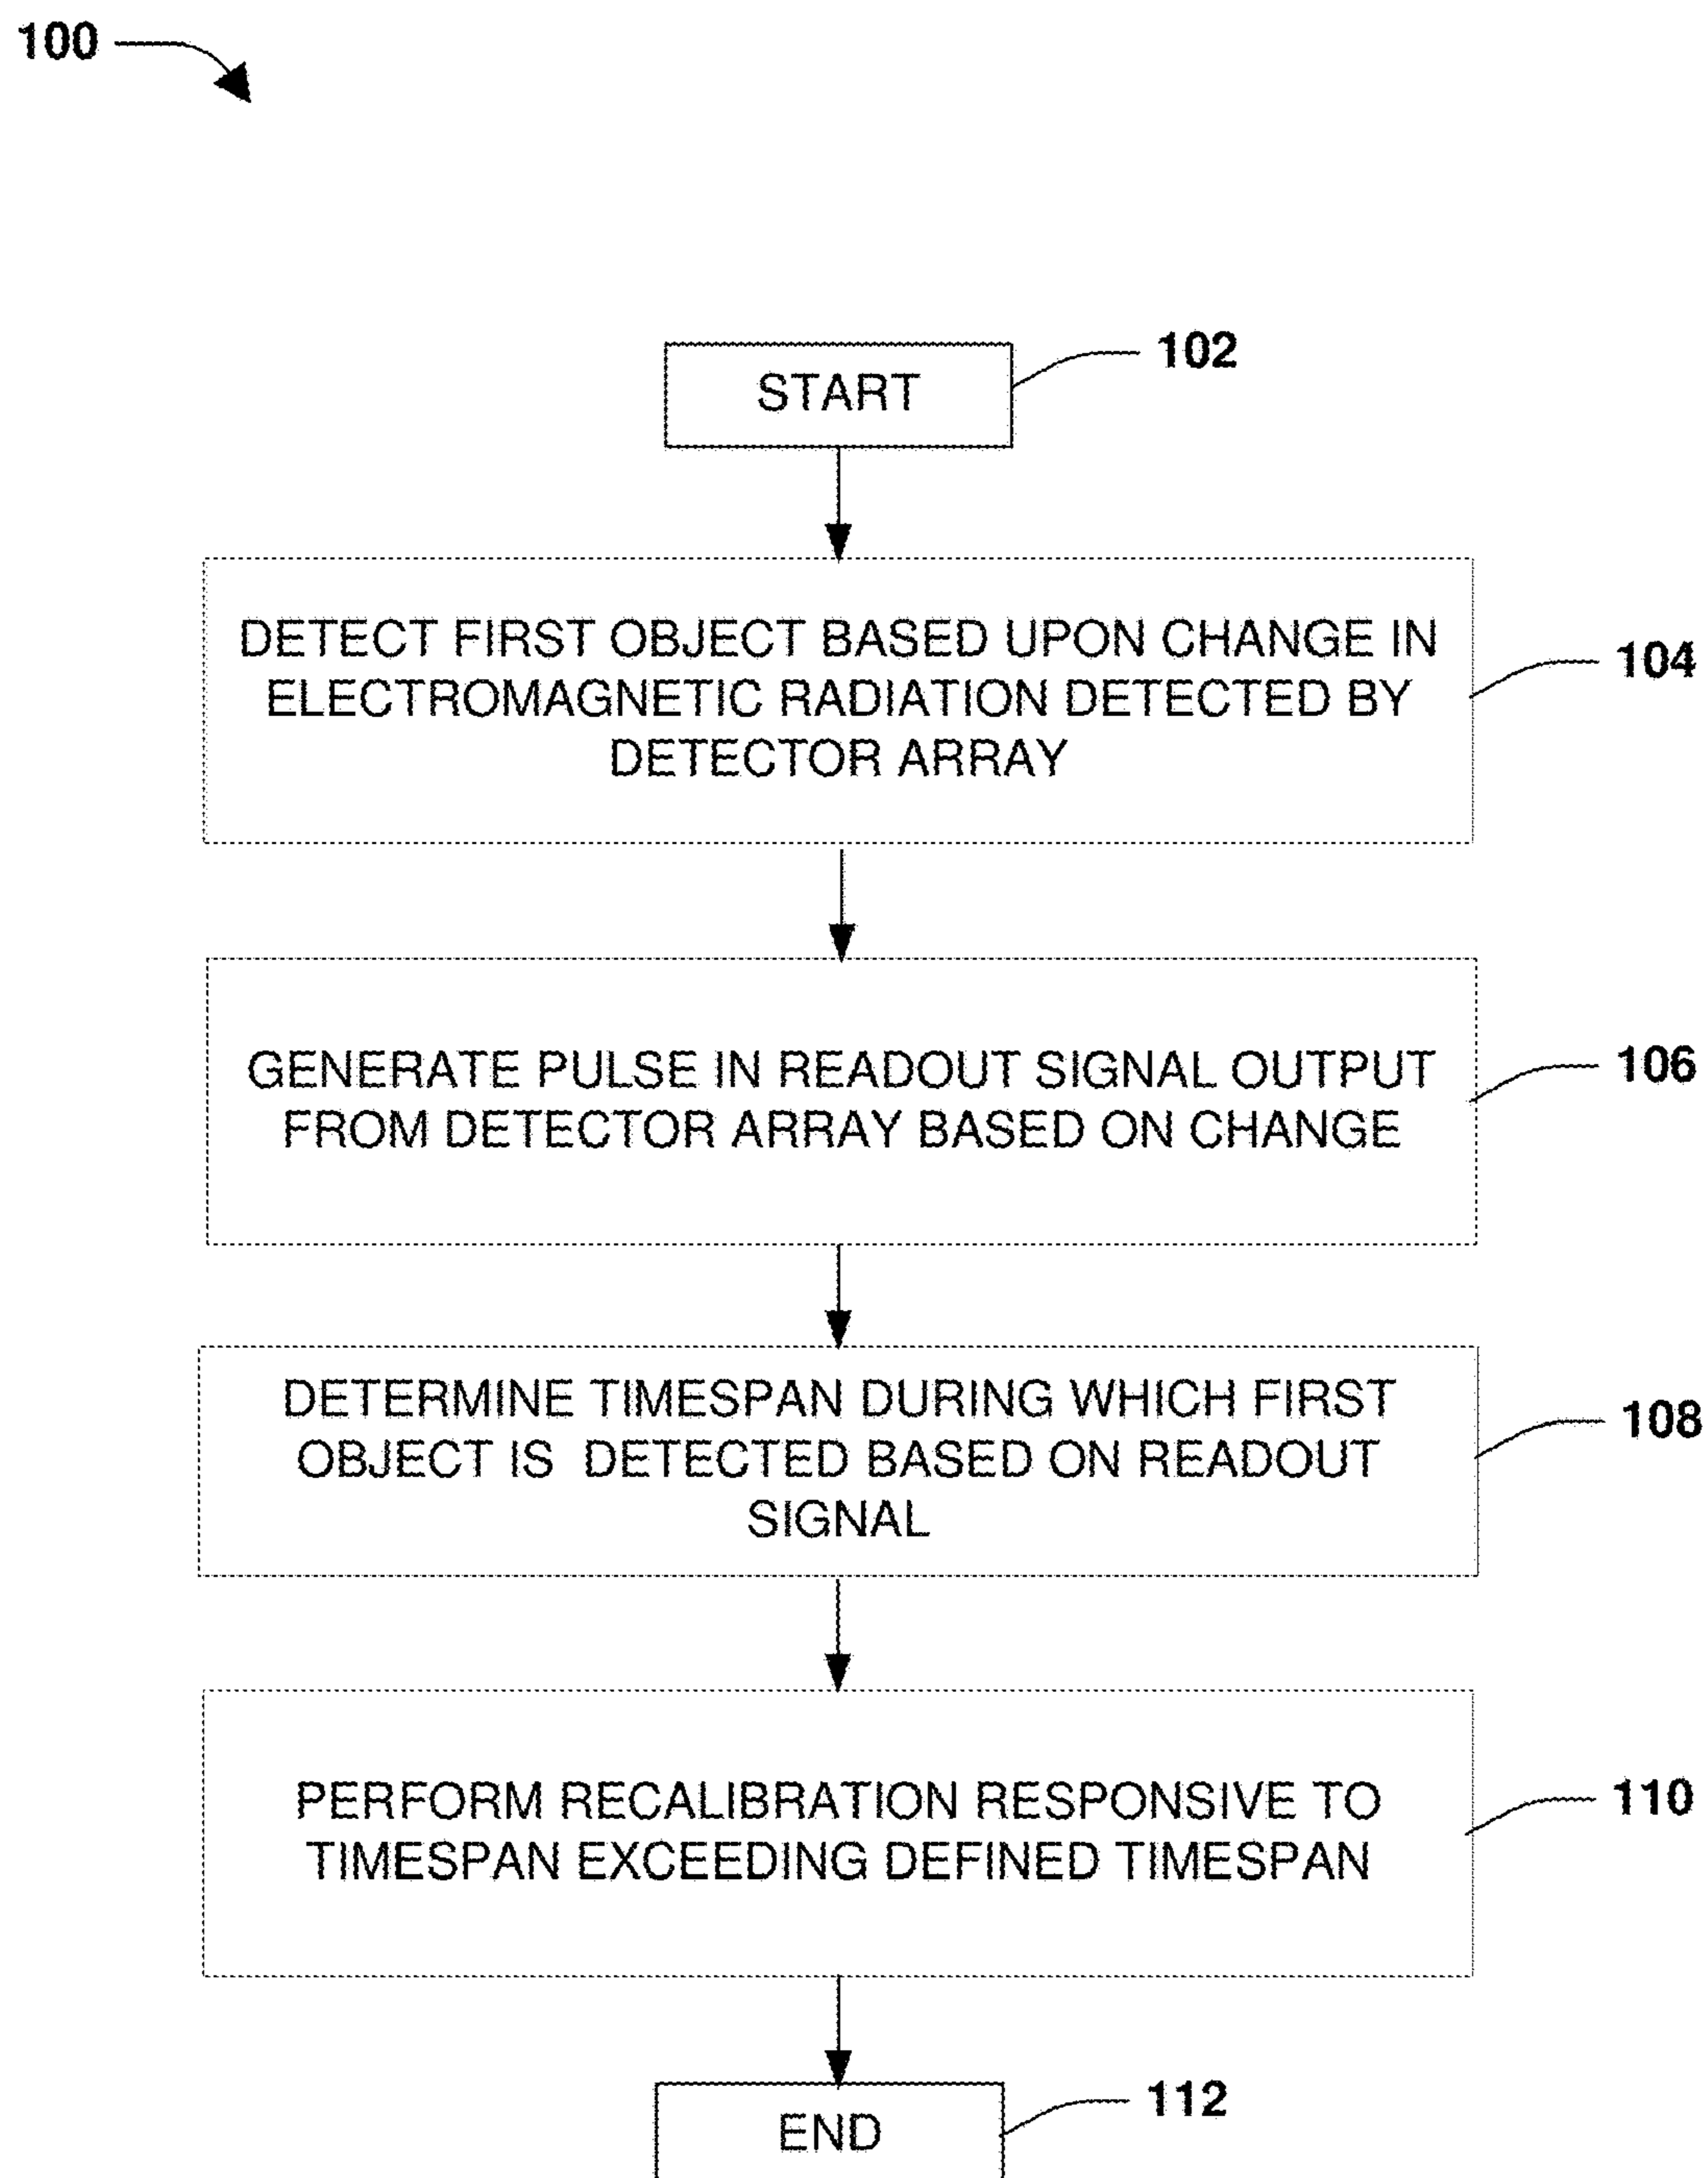 100
START
102
DETECT FIRST OBJECT BASED UPON CHANGE IN
ELECTROMAGNETIC RADIATION DETECTED BY
DETECTOR ARRAY
104
GENERATE PULSE IN READOUT SIGNAL OUTPUT
FROM DETECTOR ARRAY BASED ON CHANGE
106
DETERMINE TIMESPAN DURING WHICH FIRST
OBJECT IS DETECTED BASED ON READOUT
SIGNAL
108
PERFORM RECALIBRATION RESPONSIVE TO
TIMESPAN EXCEEDING DEFINED TIMESPAN
110
END
112